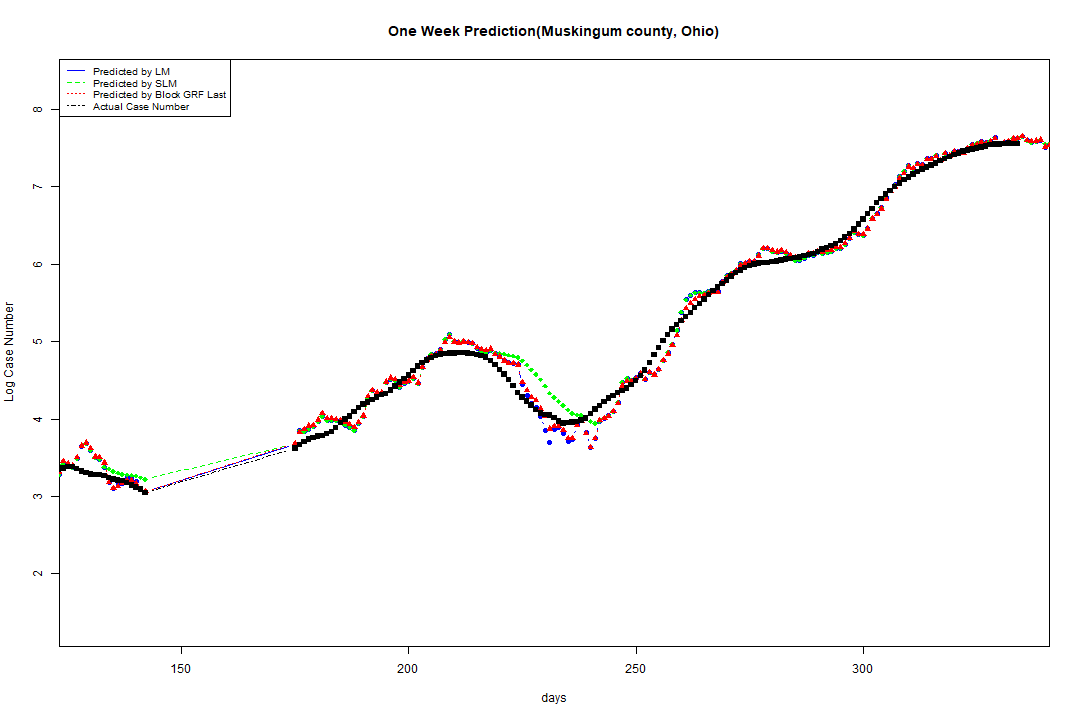 One Week Prediction(Muskingum county, Ohio)
Predicted by LM
Predicted by SLM
Predicted by Block GRF Last
Actual Case Number
8
7
6
5
4
3
2
Log Case Number
150
200
250
300
days